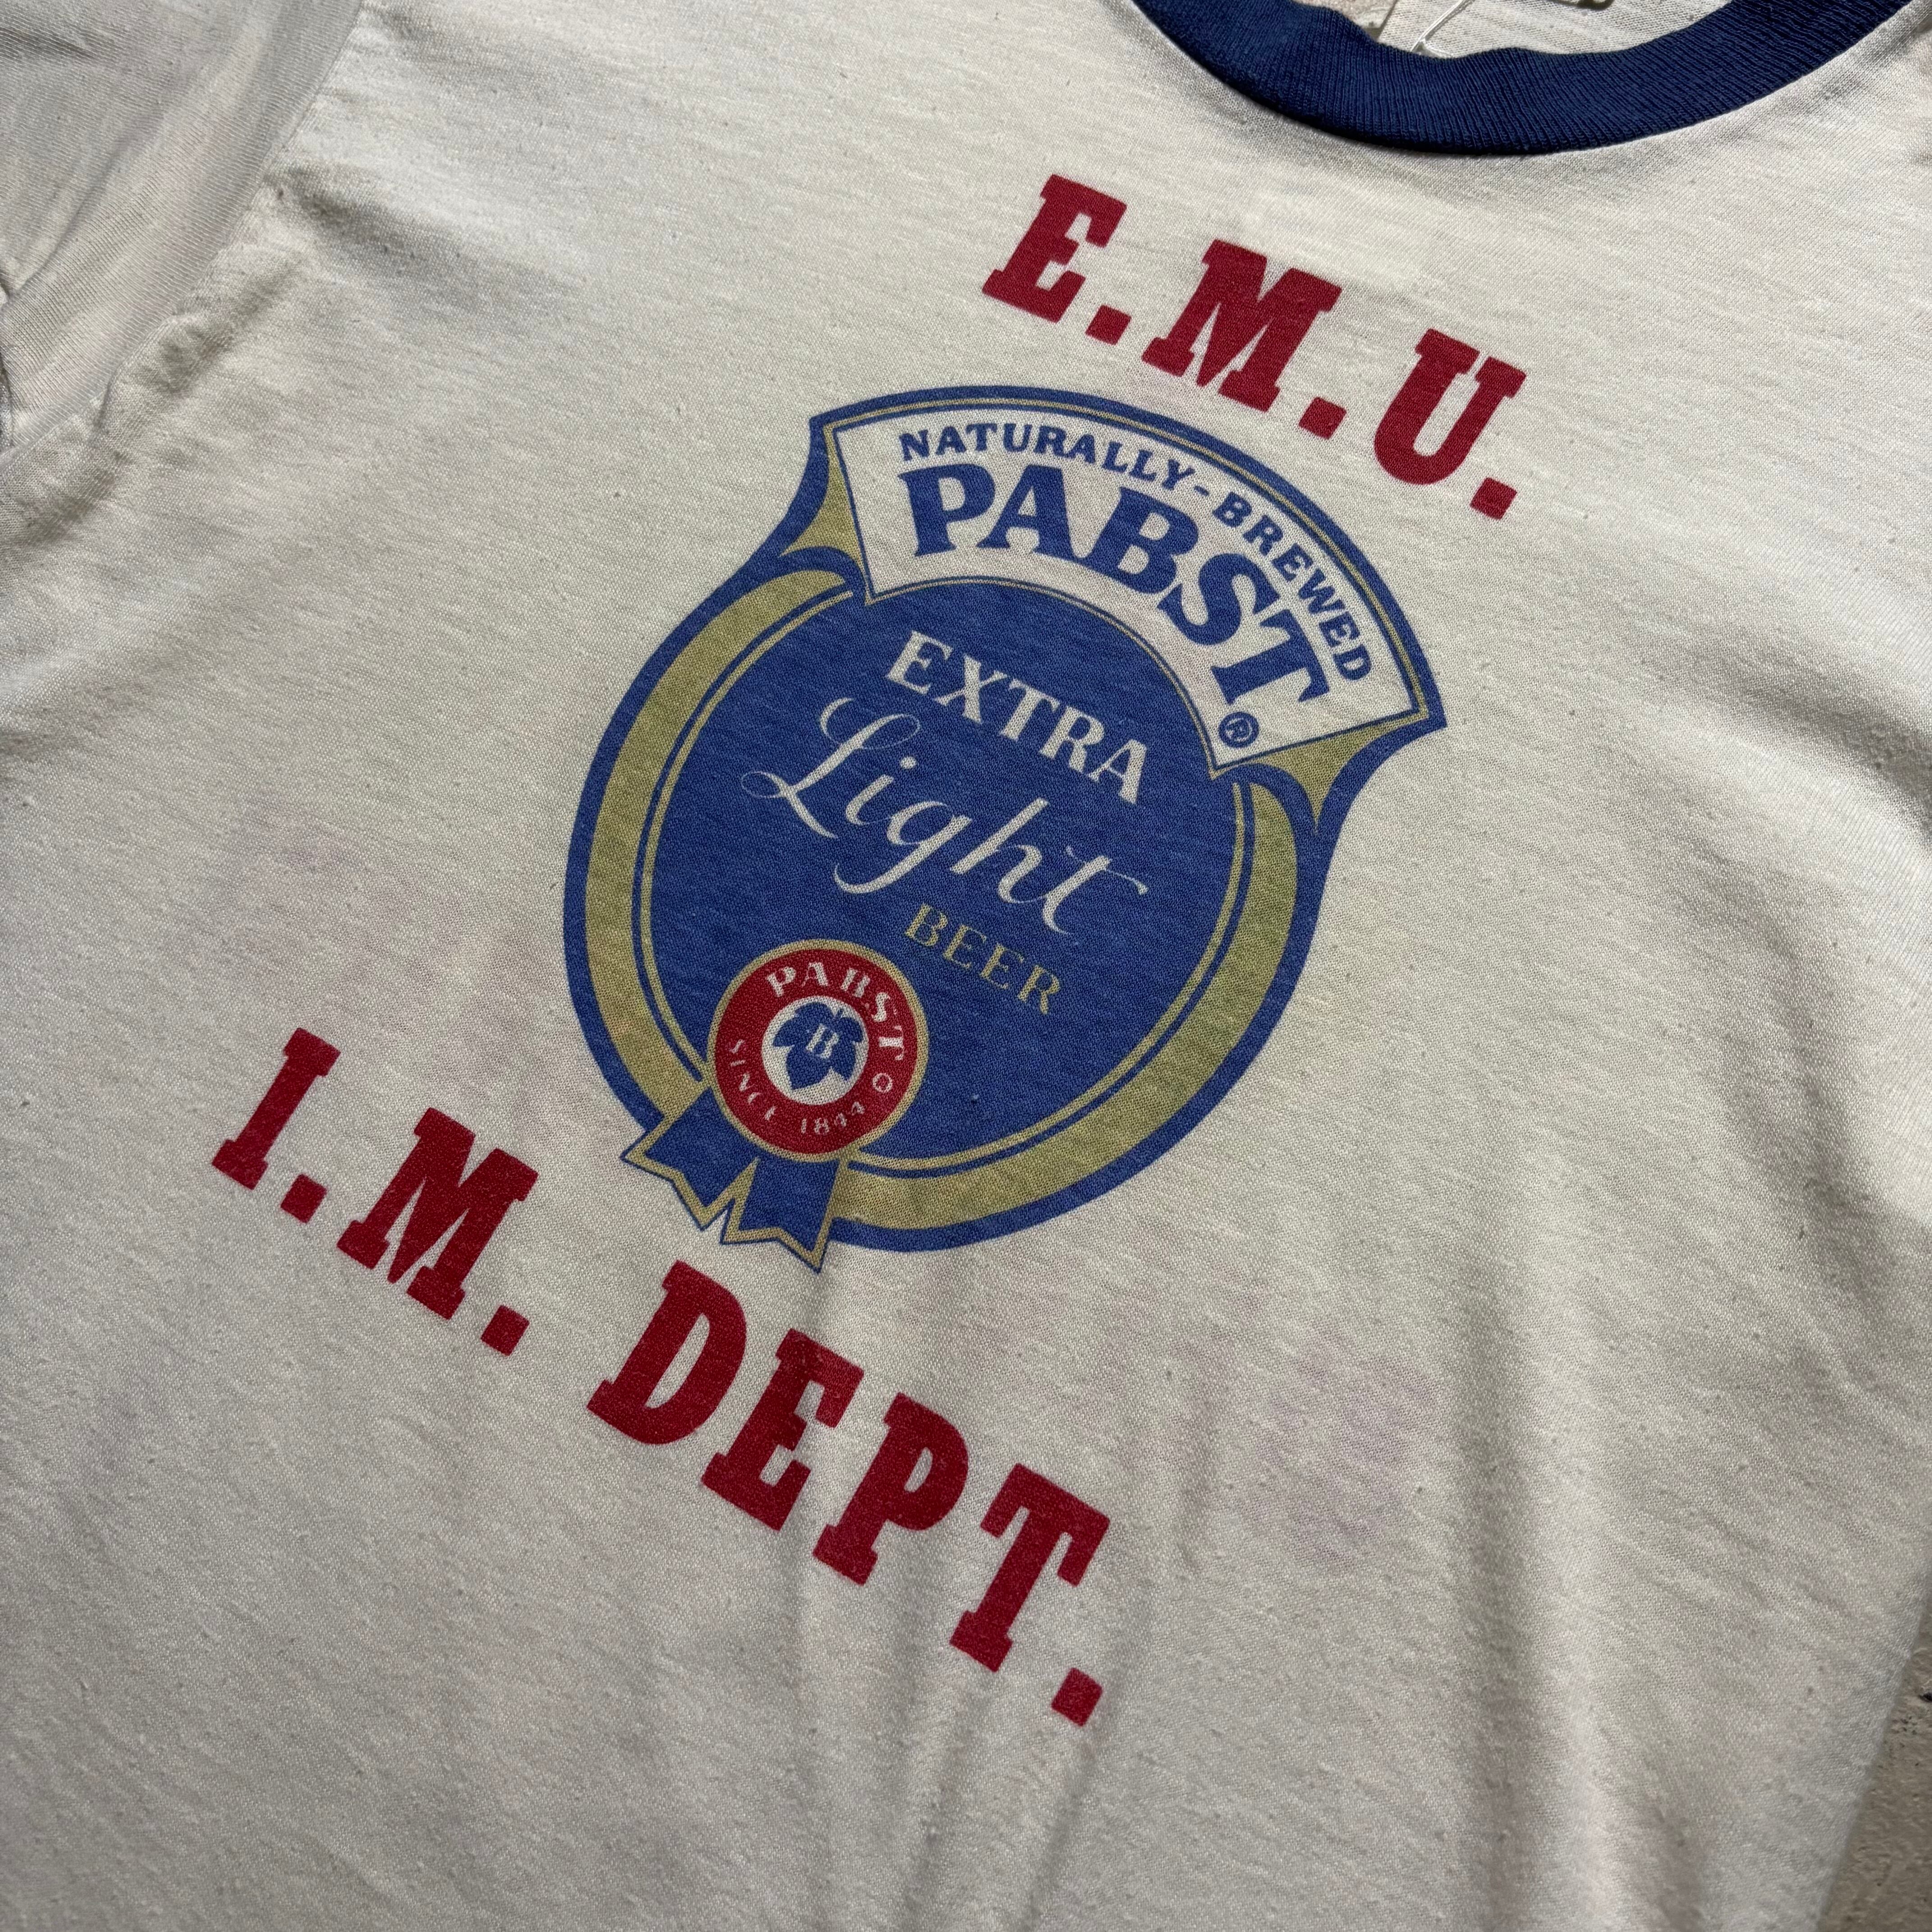 E.M.U.
NATURALLY-BREWED
PABST®
EXTRA
Light
BEER
PABST
B
SINCE 1844
I.M. DEPT.